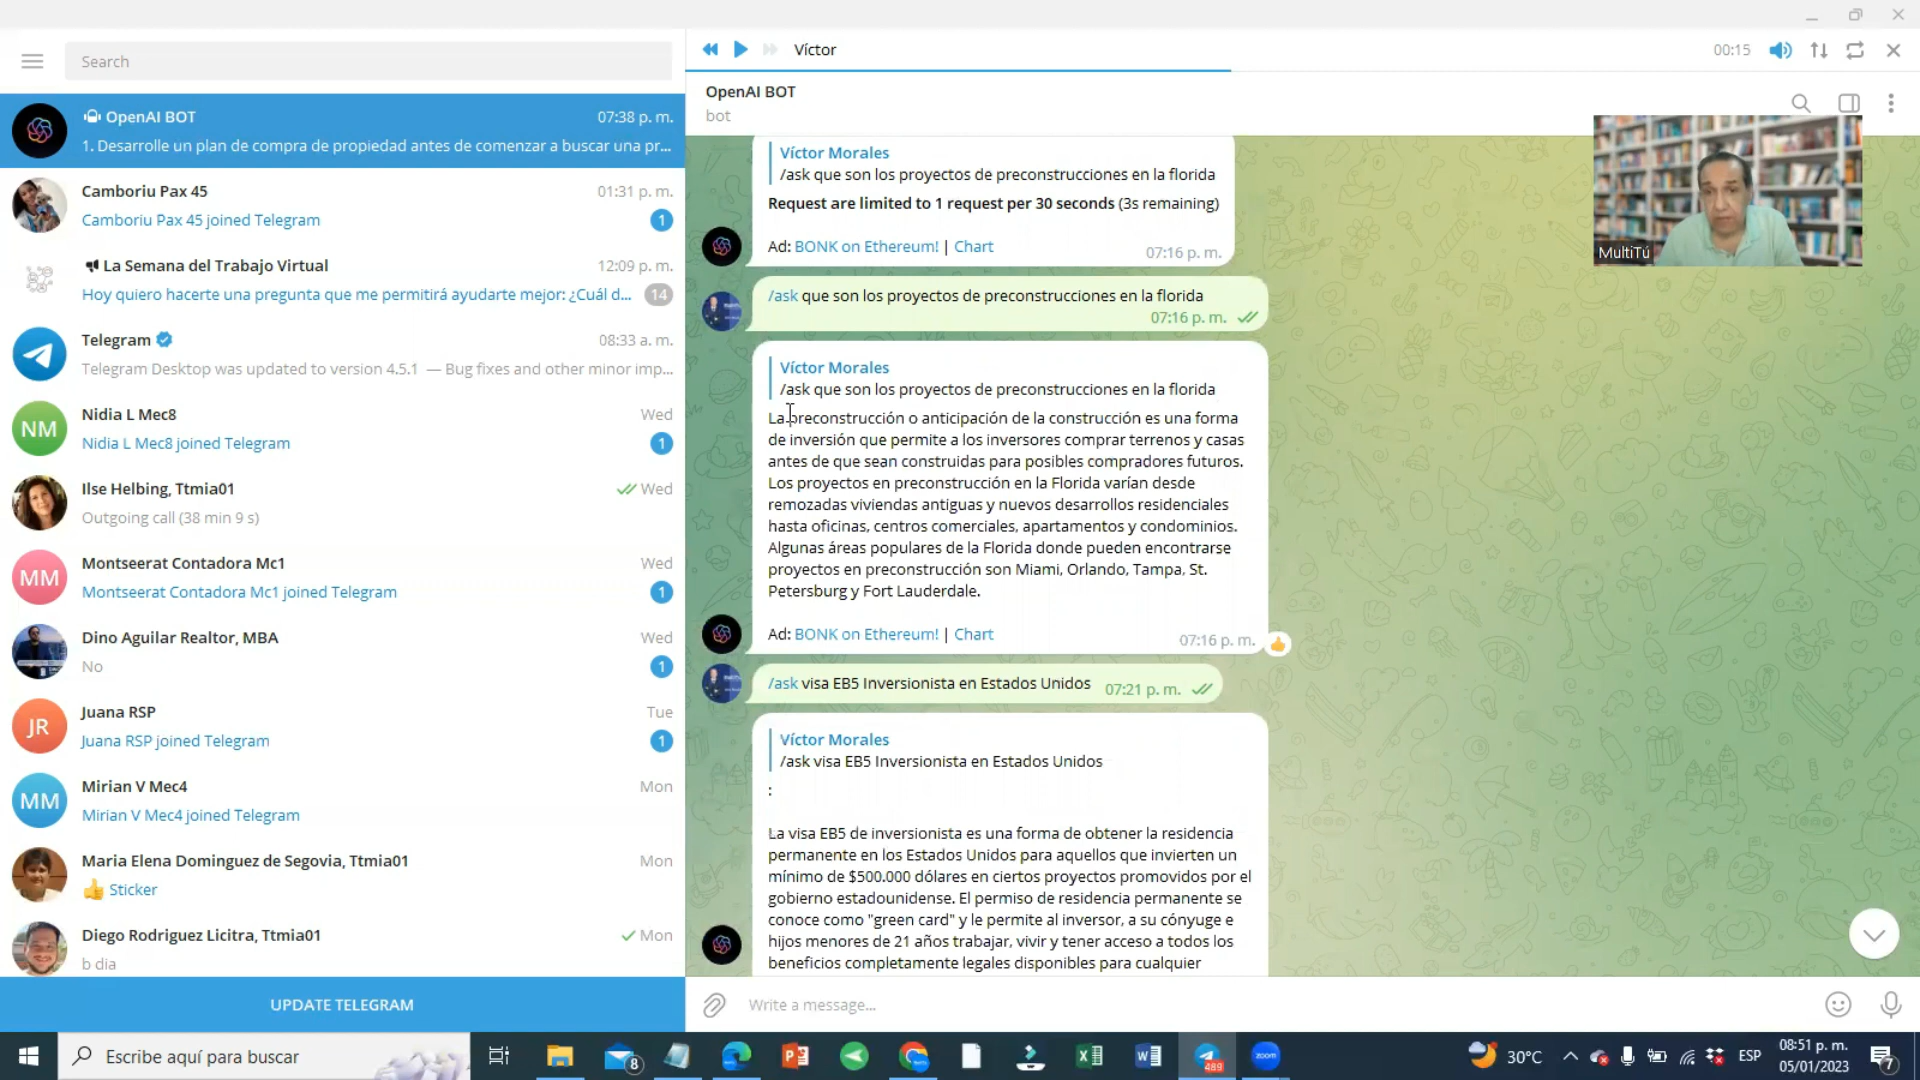 Search
OpenAI BOT
07:38 p. m.
1. Desarrolle un plan de compra de propiedad antes de comenzar a buscar una pr...
Camboriu Pax 45
01:31 p. m.
Camboriu Pax 45 joined Telegram
1
La Semana del Trabajo Virtual
12:09 p. m.
Hoy quiero hacerte una pregunta que me permitirá ayudarte mejor: ¿Cuál d...
14
Telegram
08:33 a. m.
Telegram Desktop was updated to version 4.5.1 — Bug fixes and other minor imp...
NM
Nidia L Mec8
Wed
Nidia L Mec8 joined Telegram
1
Ilse Helbing, Ttmia01
Wed
Outgoing call (38 min 9 s)
MM
Montseerat Contadora Mc1
Wed
Montseerat Contadora Mc1 joined Telegram
1
Dino Aguilar Realtor, MBA
Wed
No
1
JR
Juana RSP
Tue
Juana RSP joined Telegram
1
MM
Mirian V Mec4
Mon
Mirian V Mec4 joined Telegram
Maria Elena Dominguez de Segovia, Ttmia01
Mon
Sticker
Diego Rodriguez Licitra, Ttmia01
Mon
b dia
UPDATE TELEGRAM
Víctor
00:15
OpenAI BOT
bot
MultiTú
Víctor Morales
/ask que son los proyectos de preconstrucciones en la florida
Request are limited to 1 request per 30 seconds (3s remaining)
Ad: BONK on Ethereum! | Chart
07:16 p. m.
/ask que son los proyectos de preconstrucciones en la florida
07:16 p. m.
Víctor Morales
/ask que son los proyectos de preconstrucciones en la florida
La preconstrucción o anticipación de la construcción es una forma
de inversión que permite a los inversores comprar terrenos y casas
antes de que sean construidas para posibles compradores futuros.
Los proyectos en preconstrucción en la Florida varían desde
remozadas viviendas antiguas y nuevos desarrollos residenciales
hasta oficinas, centros comerciales, apartamentos y condominios.
Algunas áreas populares de la Florida donde pueden encontrarse
proyectos en preconstrucción son Miami, Orlando, Tampa, St.
Petersburg y Fort Lauderdale.
Ad: BONK on Ethereum! | Chart
07:16 p. m.
/ask visa EB5 Inversionista en Estados Unidos
07:21 p. m.
Víctor Morales
/ask visa EB5 Inversionista en Estados Unidos
:
La visa EB5 de inversionista es una forma de obtener la residencia
permanente en los Estados Unidos para aquellos que invierten un
mínimo de $500.000 dólares en ciertos proyectos promovidos por el
gobierno estadounidense. El permiso de residencia permanente se
conoce como "green card" y le permite al inversor, a su cónyuge e
hijos menores de 21 años trabajar, vivir y tener acceso a todos los
beneficios completamente legales disponibles para cualquier
Write a message...
Escribe aquí para buscar
8
489
zoom
30°C
ESP
08:51 p. m.
05/01/2023
7